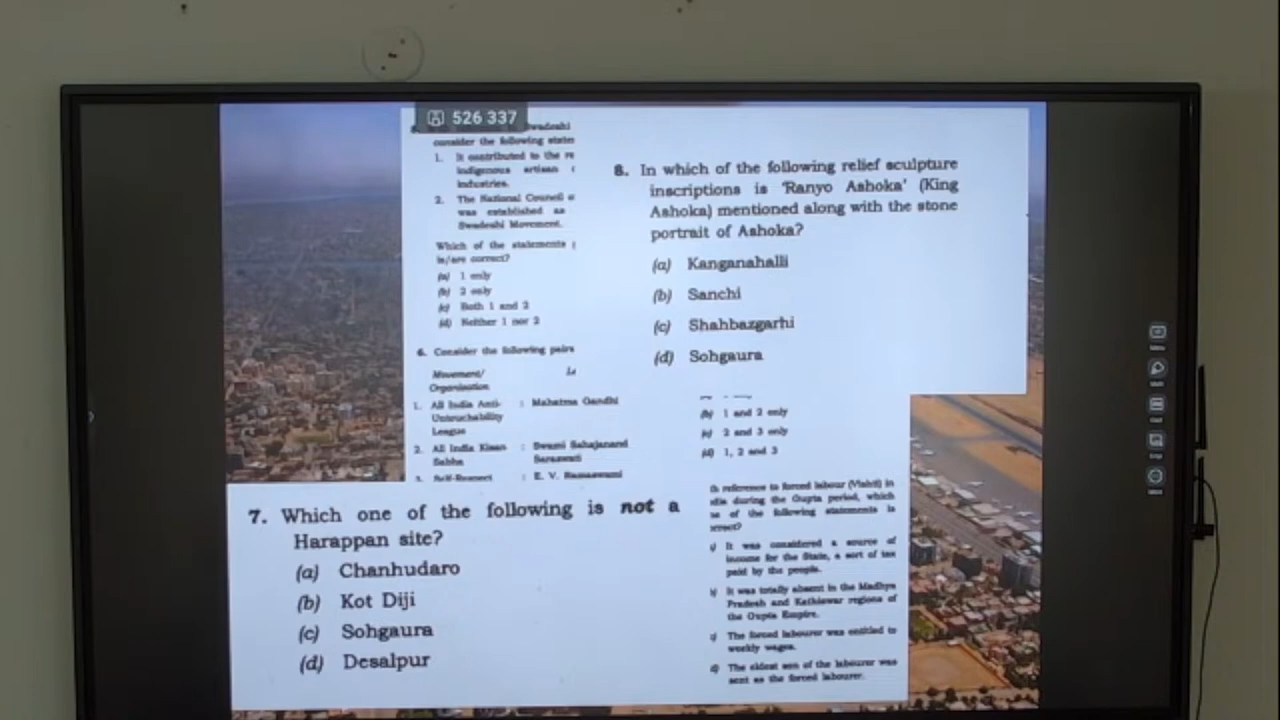 526 337
Swadeshi
consider the following state
1. It contributed to the re
indigenous artisan
industries.
2. The National Council o
was established as
Swadeshi Movement.
Which of the statements
is/are correct?
(a) 1 only
(b) 2 only
(c) Both 1 and 2
(d) Neither 1 nor 2
6. Consider the following pairs
Movement/
Organisation
1. All India Anti- : Mahatma Gandhi
Untouchability
League
2. All India Kisan : Swami Sahajanand
Sabha Saraswati
3. Self-Respect : E. V. Ramaswami
8. In which of the following relief sculpture
inscriptions is 'Ranyo Ashoka' (King
Ashoka) mentioned along with the stone
portrait of Ashoka?
(a) Kanganahalli
(b) Sanchi
(c) Shahbazgarhi
(d) Sohgaura
(b) 1 and 2 only
(c) 2 and 3 only
(d) 1, 2 and 3
7. Which one of the following is not a
Harappan site?
(a) Chanhudaro
(b) Kot Diji
(c) Sohgaura
(d) Desalpur
h reference to forced labour (Vishti) in
dia during the Gupta period, which
of the following statements is
rrect?
It was considered a source of
income for the State, a sort of tax
paid by the people.
It was totally absent in the Madhya
Pradesh and Kathiawar regions of
the Gupta Empire.
The forced labourer was entitled to
weekly wages.
The eldest son of the labourer was
sent as the forced labourer.